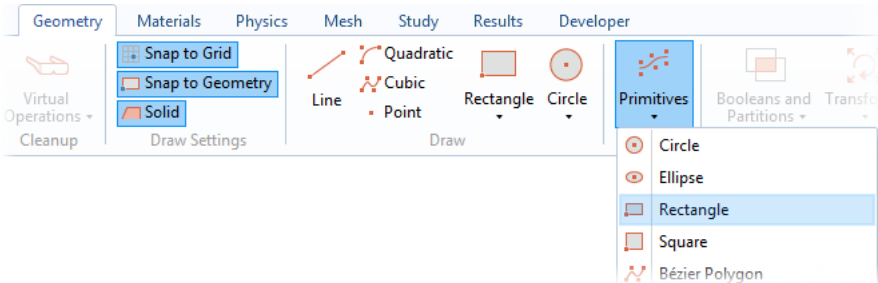 Geometry Materials Physics Mesh Study Results Developer
Snap to Grid
Snap to Geometry
Solid
Draw Settings
Virtual
Operations
Cleanup
Line
Quadratic
Cubic
Point
Rectangle
Circle
Draw
Primitives
Booleans and
Partitions
Circle
Ellipse
Rectangle
Square
Bézier Polygon